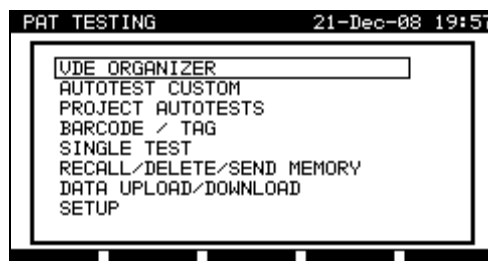 PAT TESTING 21-Dec-08 19:57
VDE ORGANIZER
AUTOTEST CUSTOM
PROJECT AUTOTESTS
BARCODE / TAG
SINGLE TEST
RECALL/DELETE/SEND MEMORY
DATA UPLOAD/DOWNLOAD
SETUP